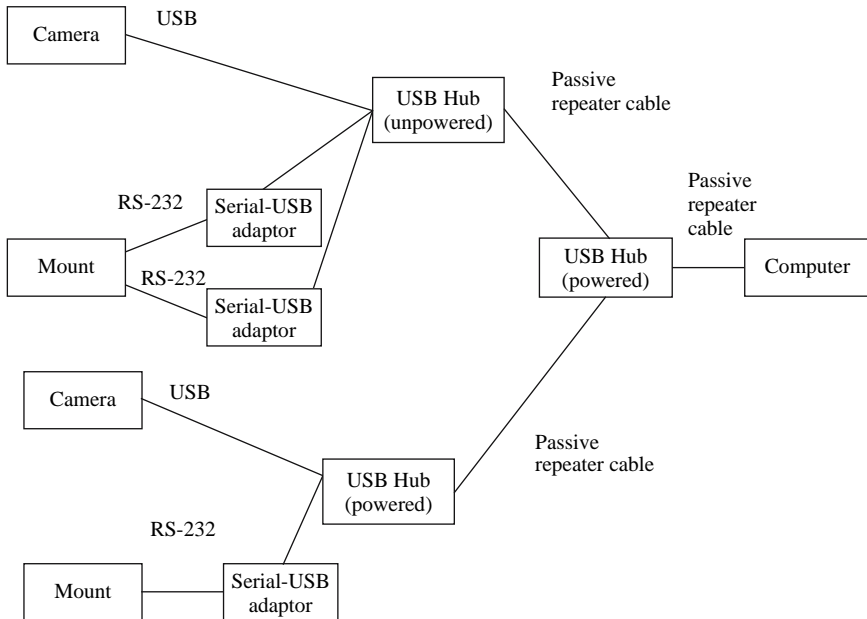 USB
Camera
USB Hub
(unpowered)
Passive
repeater cable
RS-232
Serial-USB
adaptor
Passive
repeater
cable
Mount
RS-232
Serial-USB
adaptor
USB Hub
(powered)
Computer
Camera
USB
USB Hub
(powered)
Passive
repeater cable
RS-232
Mount
Serial-USB
adaptor